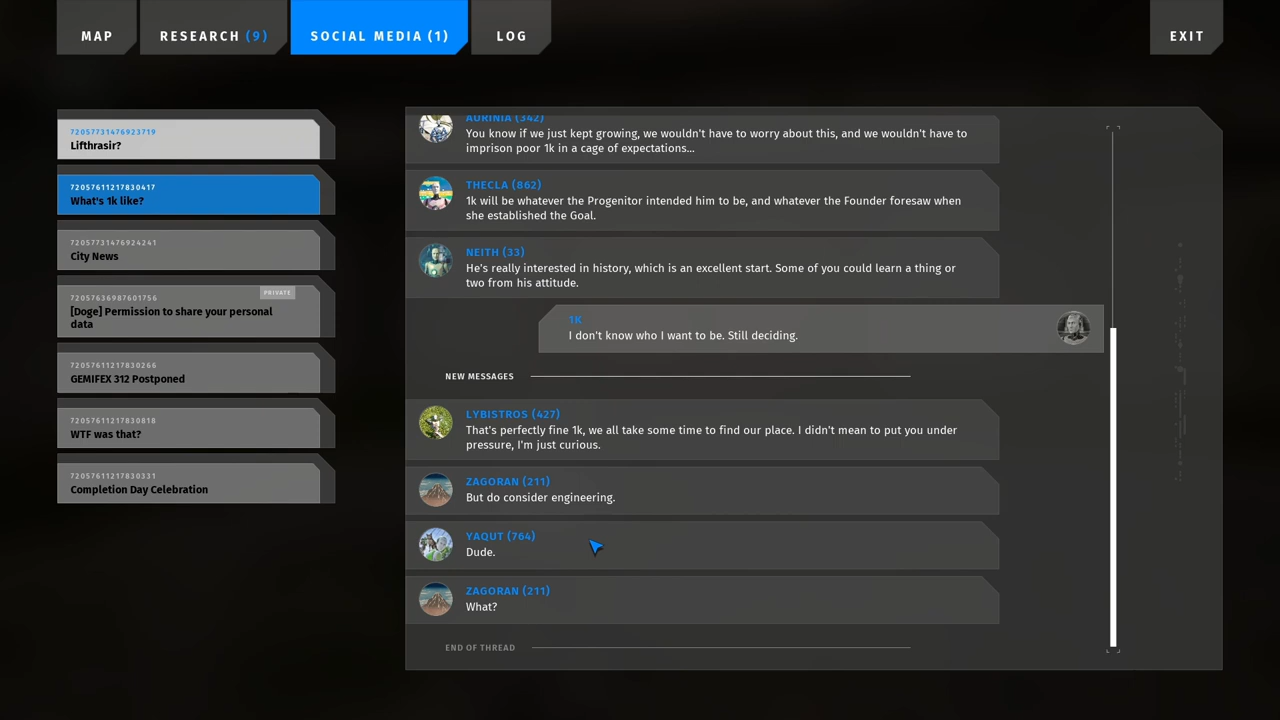 MAP
RESEARCH (9)
SOCIAL MEDIA (1)
LOG
EXIT
72057731476923719
Lifthrasir?
72057611217830417
What's 1k like?
72057731476924241
City News
72057636987601756
PRIVATE
[Doge] Permission to share your personal
data
72057611217830266
GEMIFEX 312 Postponed
72057611217830818
WTF was that?
72057611217830331
Completion Day Celebration
AURINIA (342)
You know if we just kept growing, we wouldn't have to worry about this, and we wouldn't have to
imprison poor 1k in a cage of expectations...
THECLA (862)
1k will be whatever the Progenitor intended him to be, and whatever the Founder foresaw when
she established the Goal.
NEITH (33)
He's really interested in history, which is an excellent start. Some of you could learn a thing or
two from his attitude.
1K
I don't know who I want to be. Still deciding.
NEW MESSAGES
LYBISTROS (427)
That's perfectly fine 1k, we all take some time to find our place. I didn't mean to put you under
pressure, I'm just curious.
ZAGORAN (211)
But do consider engineering.
YAQUT (764)
Dude.
ZAGORAN (211)
What?
END OF THREAD